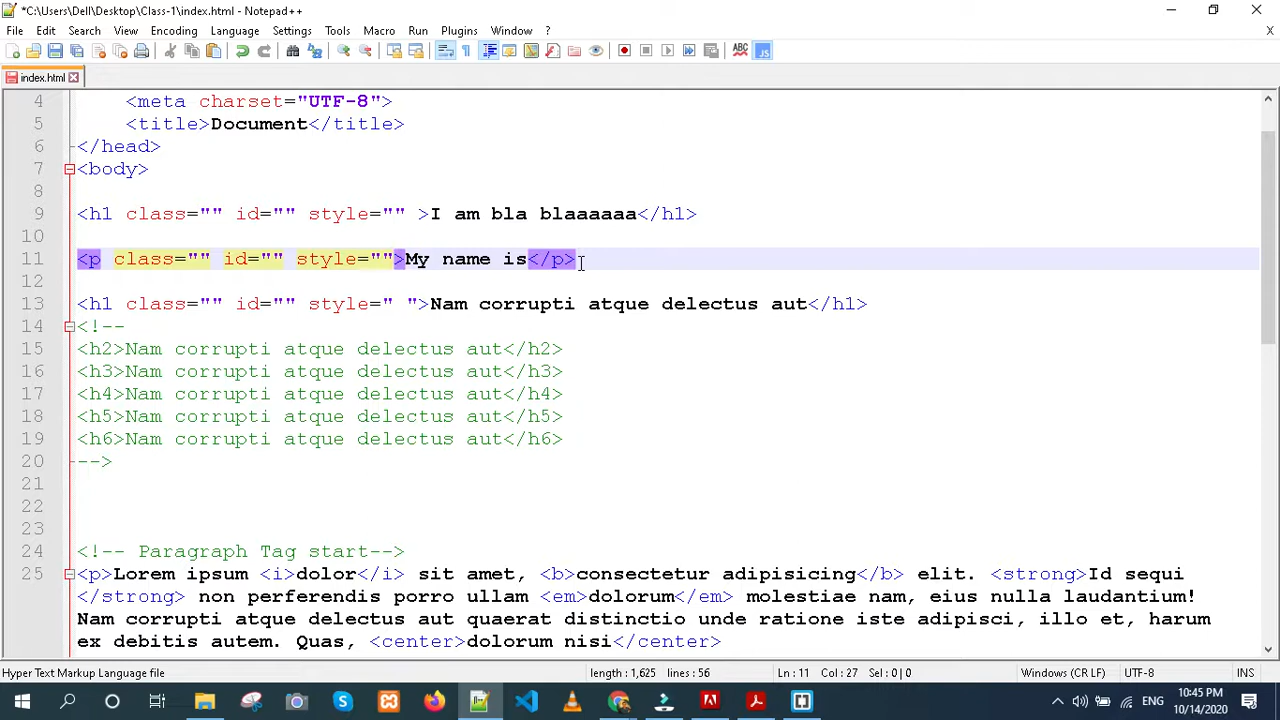 *C:\Users\Dell\Desktop\Class-1\index.html - Notepad++
File Edit Search View Encoding Language Settings Tools Macro Run Plugins Window ? X
index.html
4 <meta charset="UTF-8">
5 <title>Document</title>
6 </head>
7 <body>
8
9 <h1 class="" id="" style="" >I am bla blaaaaaa</h1>
10
11 <p class="" id="" style="">My name is</p>
12
13 <h1 class="" id="" style=" ">Nam corrupti atque delectus aut</h1>
14 <!--
15 <h2>Nam corrupti atque delectus aut</h2>
16 <h3>Nam corrupti atque delectus aut</h3>
17 <h4>Nam corrupti atque delectus aut</h4>
18 <h5>Nam corrupti atque delectus aut</h5>
19 <h6>Nam corrupti atque delectus aut</h6>
20 --->
21
22
23
24 <!-- Paragraph Tag start-->
25 <p>Lorem ipsum <i>dolor</i> sit amet, <b>consectetur adipisicing</b> elit. <strong>Id sequi
</strong> non perferendis porro ullam <em>dolorum</em> molestiae nam, eius nulla laudantium!
Nam corrupti atque delectus aut quaerat distinctio unde ratione iste adipisci, illo et, harum
ex debitis autem. Quas, <center>dolorum nisi</center>
Hyper Text Markup Language file length : 1,625 lines : 56 Ln : 11 Col : 27 Sel : 0 | 0 Windows (CR LF) UTF-8 INS
ENG 10:45 PM
10/14/2020